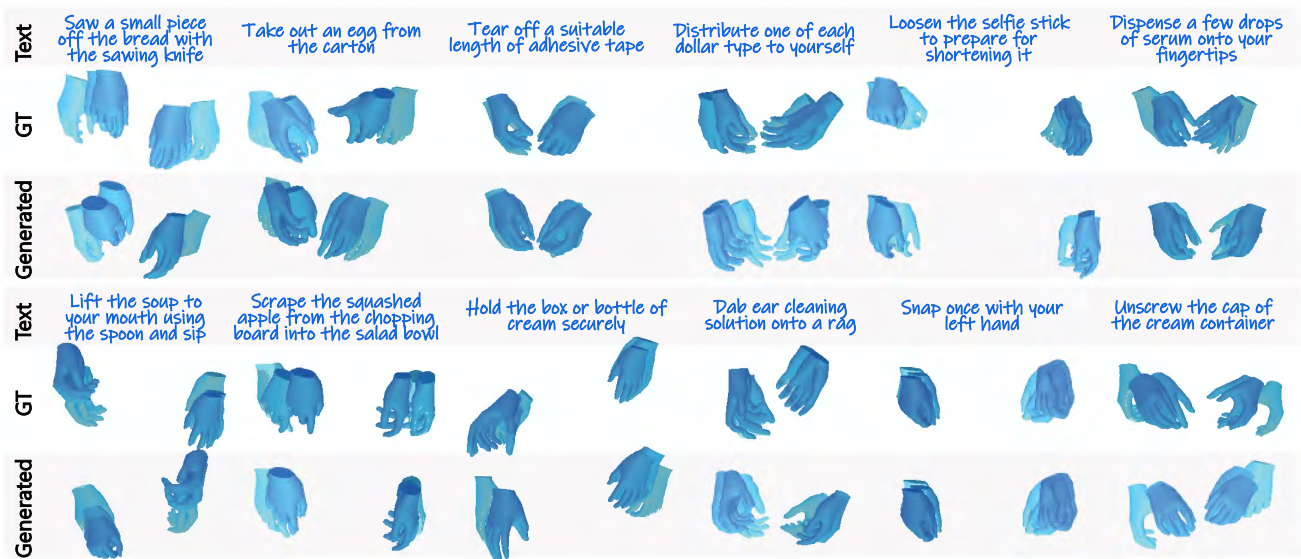 Text
Saw a small piece
off the bread with
the sawing knife
Take out an egg from
the carton
Tear off a suitable
length of adhesive tape
Distribute one of each
dollar type to yourself
Loosen the selfie stick
to prepare for
shortening it
Dispense a few drops
of serum onto your
fingertips
GT
Generated
Text
Lift the soup to
your mouth using
the spoon and sip
Scrape the squashed
apple from the chopping
board into the salad bowl
Hold the box or bottle of
cream securely
Dab ear cleaning
solution onto a rag
Snap once with your
left hand
Unscrew the cap of
the cream container
GT
Generated